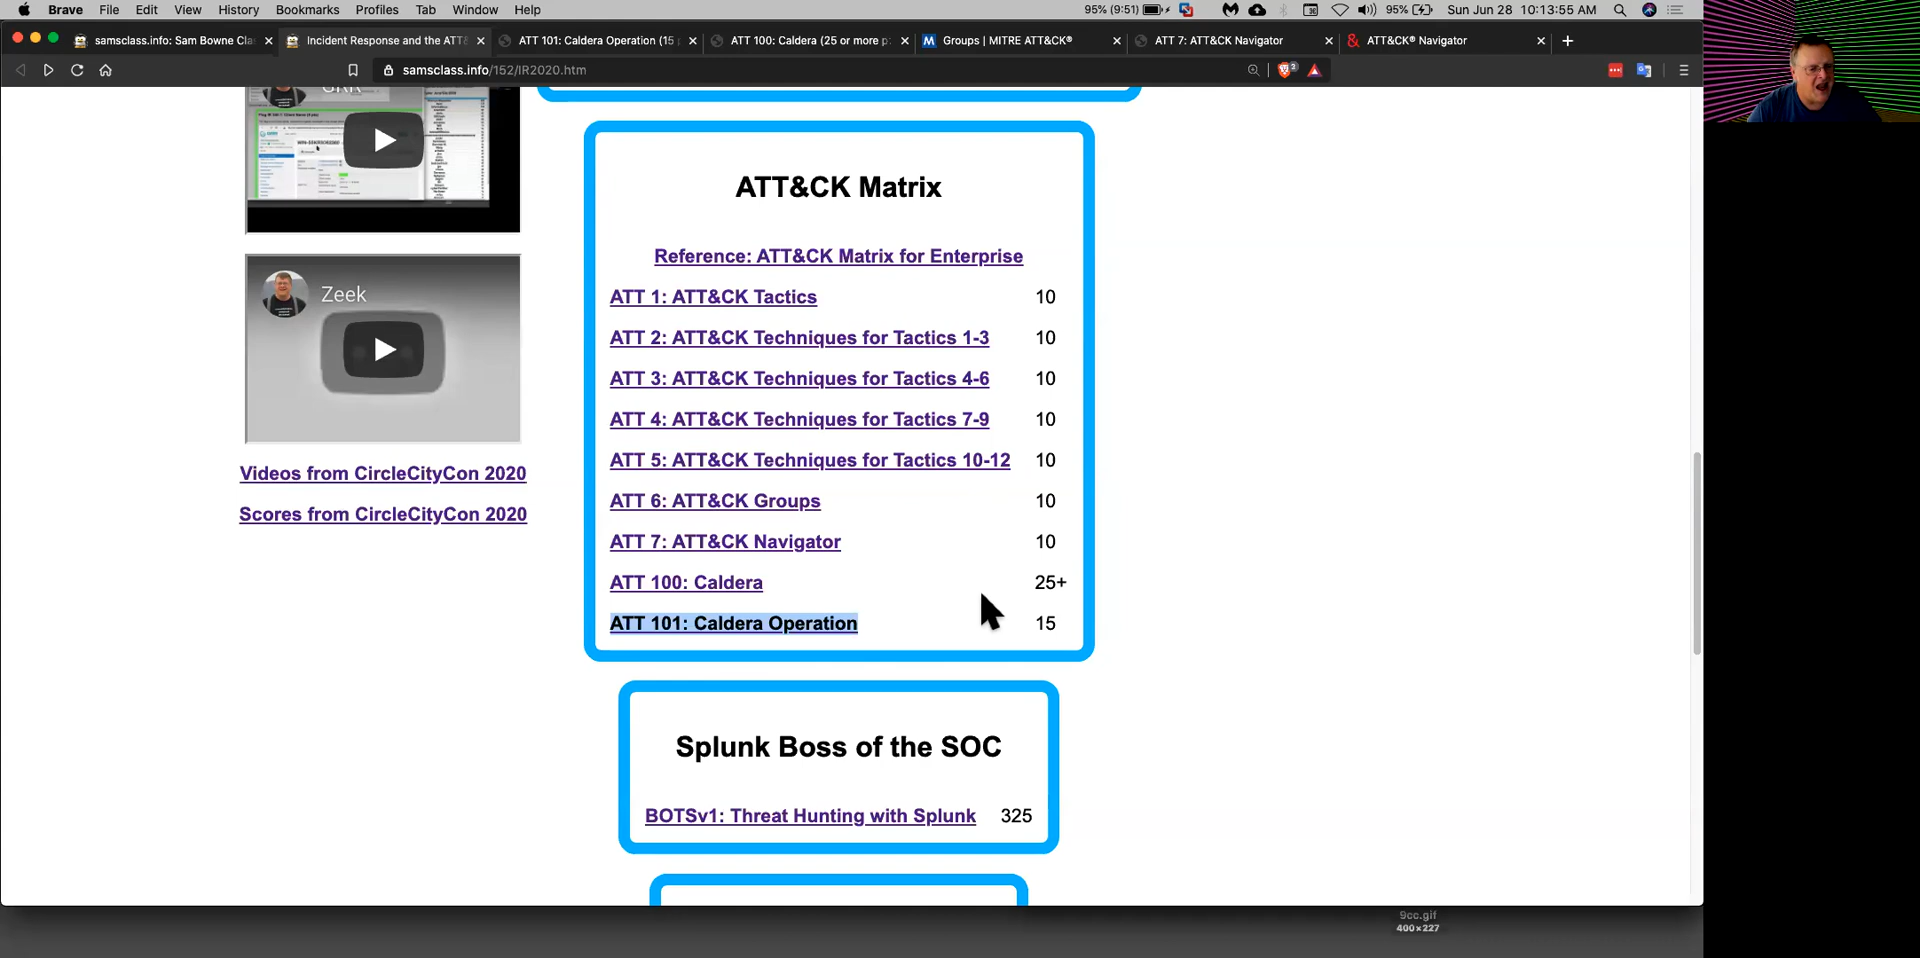 Brave File Edit View History Bookmarks Profiles Tab Window Help 95% (9:51) 95% Sun Jun 28 10:13:55 AM
samsclass.info: Sam Bowne Cla Incident Response and the ATT& ATT 101: Caldera Operation (15 p ATT 100: Caldera (25 or more p Groups | MITRE ATT&CK® ATT 7: ATT&CK Navigator ATT&CK® Navigator
samsclass.info/152/IR2020.htm 2
GRR
Zeek
Videos from CircleCityCon 2020
Scores from CircleCityCon 2020
ATT&CK Matrix
Reference: ATT&CK Matrix for Enterprise
ATT 1: ATT&CK Tactics 10
ATT 2: ATT&CK Techniques for Tactics 1-3 10
ATT 3: ATT&CK Techniques for Tactics 4-6 10
ATT 4: ATT&CK Techniques for Tactics 7-9 10
ATT 5: ATT&CK Techniques for Tactics 10-12 10
ATT 6: ATT&CK Groups 10
ATT 7: ATT&CK Navigator 10
ATT 100: Caldera 25+
ATT 101: Caldera Operation 15
Splunk Boss of the SOC
BOTSv1: Threat Hunting with Splunk 325
9cc.gif
400×227